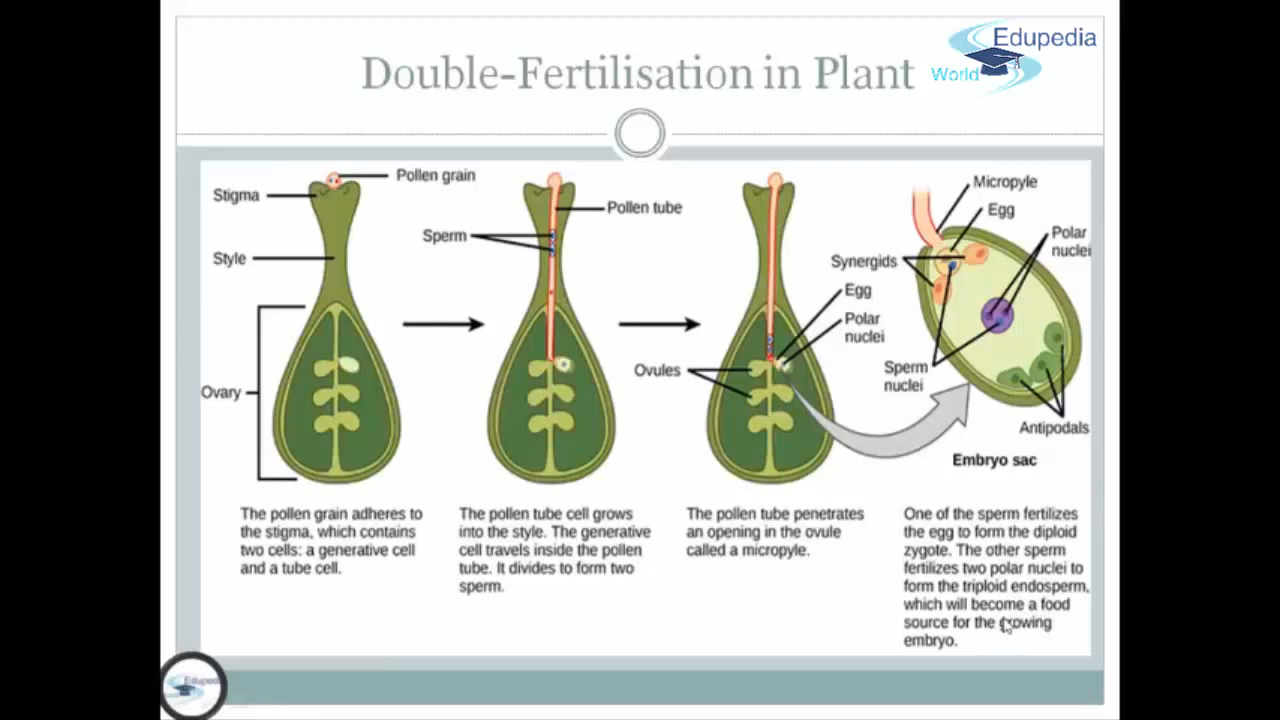 Edupedia
World
Double-Fertilisation in Plant
Pollen grain
Stigma
Style
Ovary
Pollen tube
Sperm
Ovules
Egg
Polar
nuclei
Micropyle
Egg
Polar
nuclei
Synergids
Sperm
nuclei
Antipodals
Embryo sac
The pollen grain adheres to
the stigma, which contains
two cells: a generative cell
and a tube cell.
The pollen tube cell grows
into the style. The generative
cell travels inside the pollen
tube. It divides to form two
sperm.
The pollen tube penetrates
an opening in the ovule
called a micropyle.
One of the sperm fertilizes
the egg to form the diploid
zygote. The other sperm
fertilizes two polar nuclei to
form the triploid endosperm,
which will become a food
source for the growing
embryo.
Edupedi